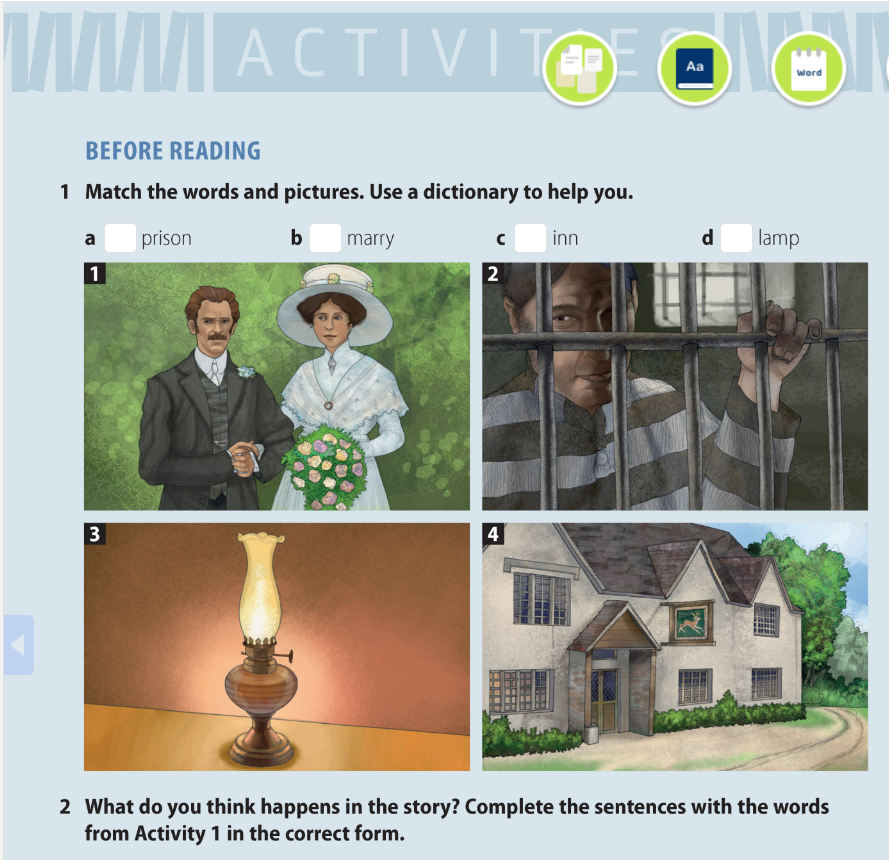 ACTIVITIES
Aa
Word
BEFORE READING
1 Match the words and pictures. Use a dictionary to help you.
a prison b marry c inn d lamp
1 2
3 4
2 What do you think happens in the story? Complete the sentences with the words
from Activity 1 in the correct form.